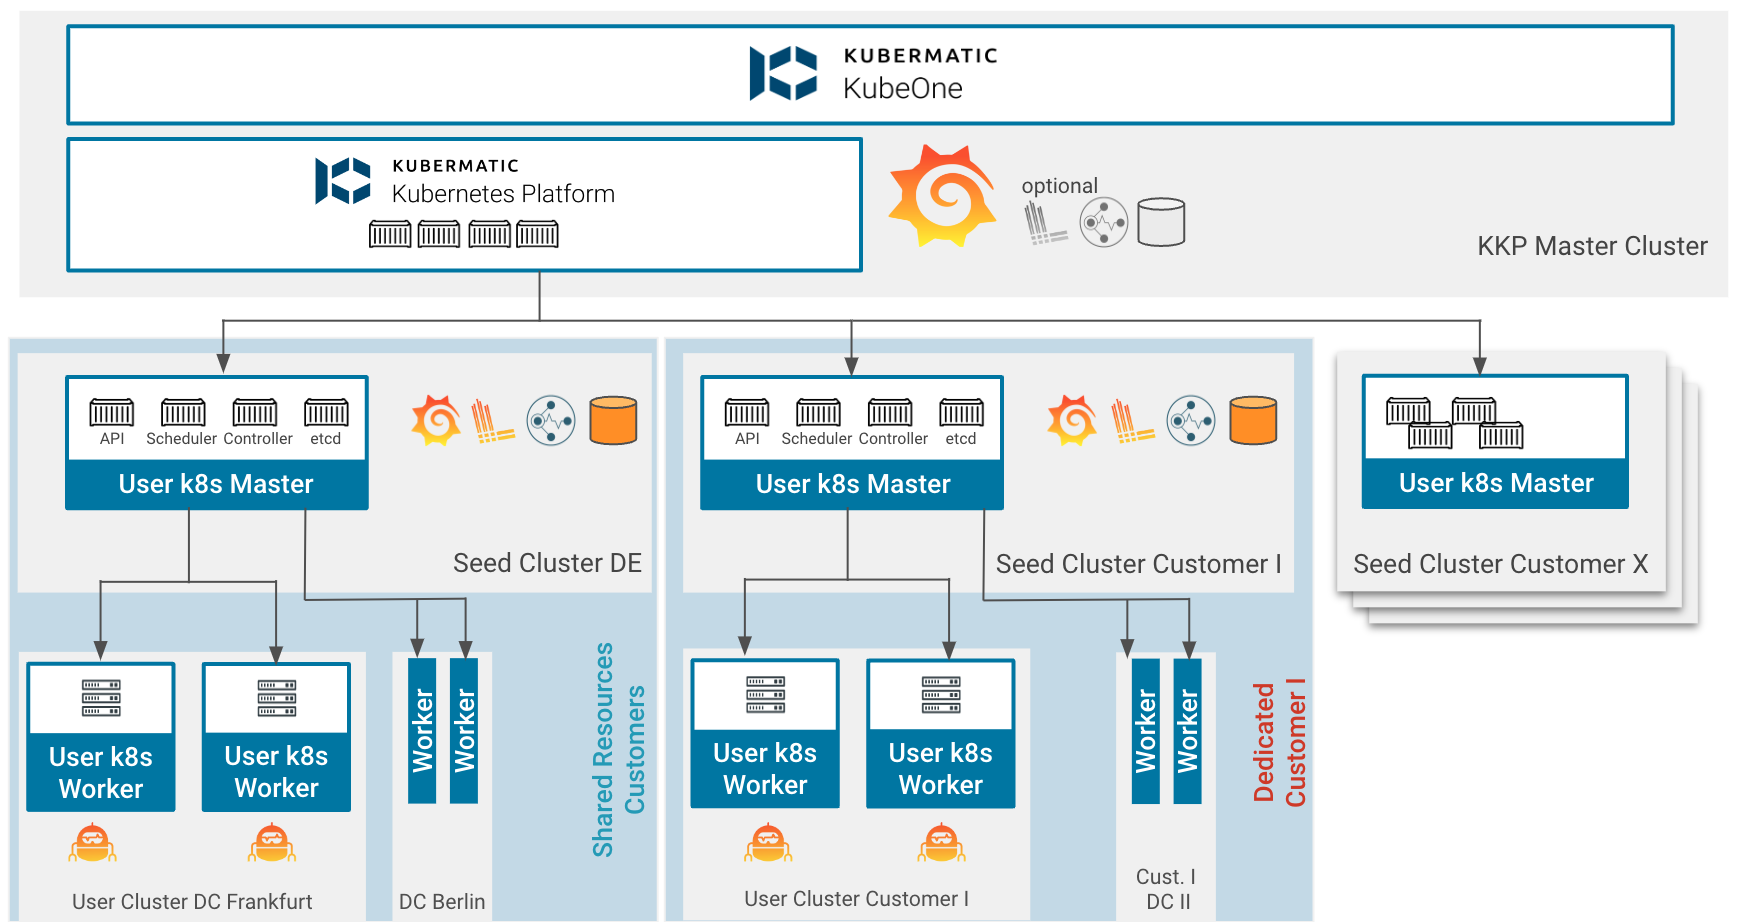 KUBERMATIC
KubeOne
KUBERMATIC
Kubernetes Platform
optional
KKP Master Cluster
API Scheduler Controller etcd
User k8s Master
Seed Cluster DE
API Scheduler Controller etcd
User k8s Master
Seed Cluster Customer I
User k8s Master
Seed Cluster Customer X
User k8s
Worker
User k8s
Worker
Worker
Worker
Shared Resources
Customers
User Cluster DC Frankfurt
DC Berlin
User k8s
Worker
User k8s
Worker
Worker
Worker
Dedicated
Customer I
User Cluster Customer I
Cust. I
DC II